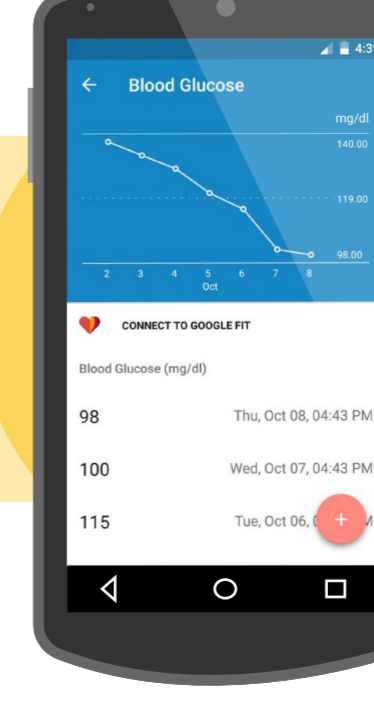 4:39
Blood Glucose
mg/dl
140.00
119.00
98.00
2 3 4 5 6 7 8
Oct
CONNECT TO GOOGLE FIT
Blood Glucose (mg/dl)
98 Thu, Oct 08, 04:43 PM
100 Wed, Oct 07, 04:43 PM
115 Tue, Oct 06,
+